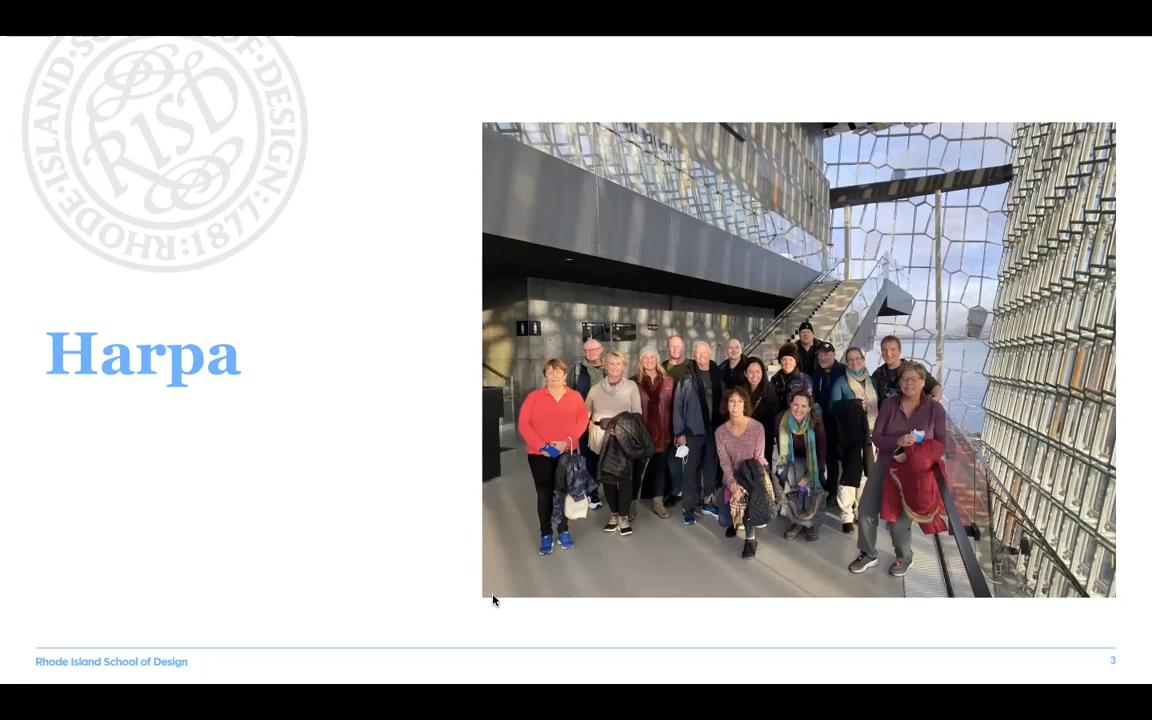 RHODE·ISLAND·SCHOOL·OF·DESIGN:1877
RISD
Harpa
Rhode Island School of Design
3